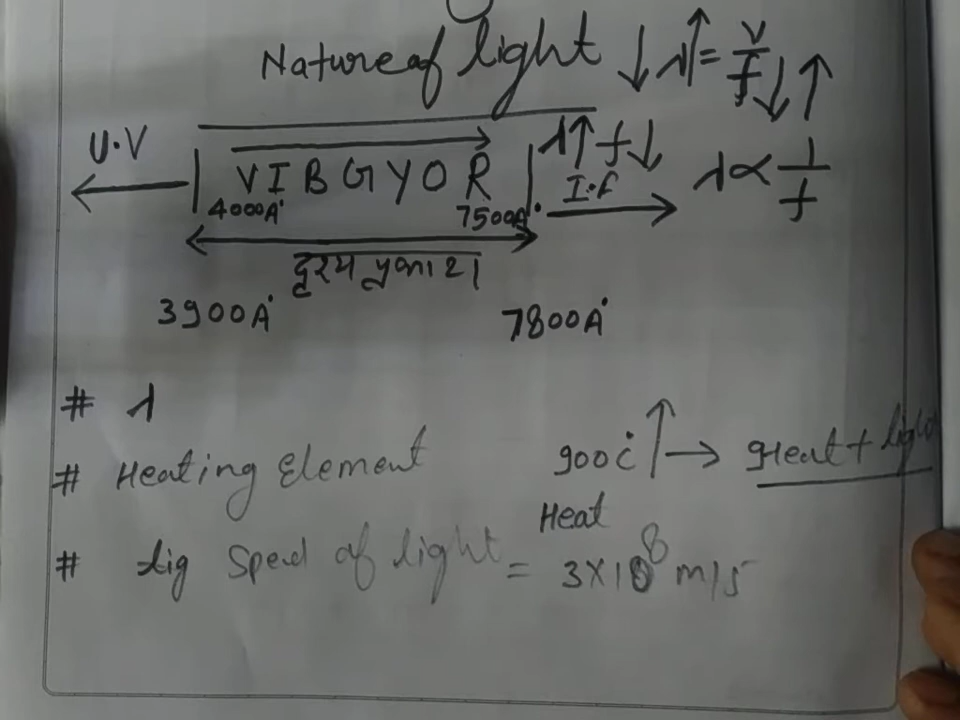 Nature of light ↓ λ↑ = v/f ↓ ↑
U.V
VIBGYOR λ↑ f↓
4000A° 7500A° I.f λ ∝ 1/f
दृश्य प्रकाश
3900A° 7800A°
# λ
# Heating Element 900c° ↑ → Heat + light
Heat
# lig Speed of light = 3×10⁸ m/s